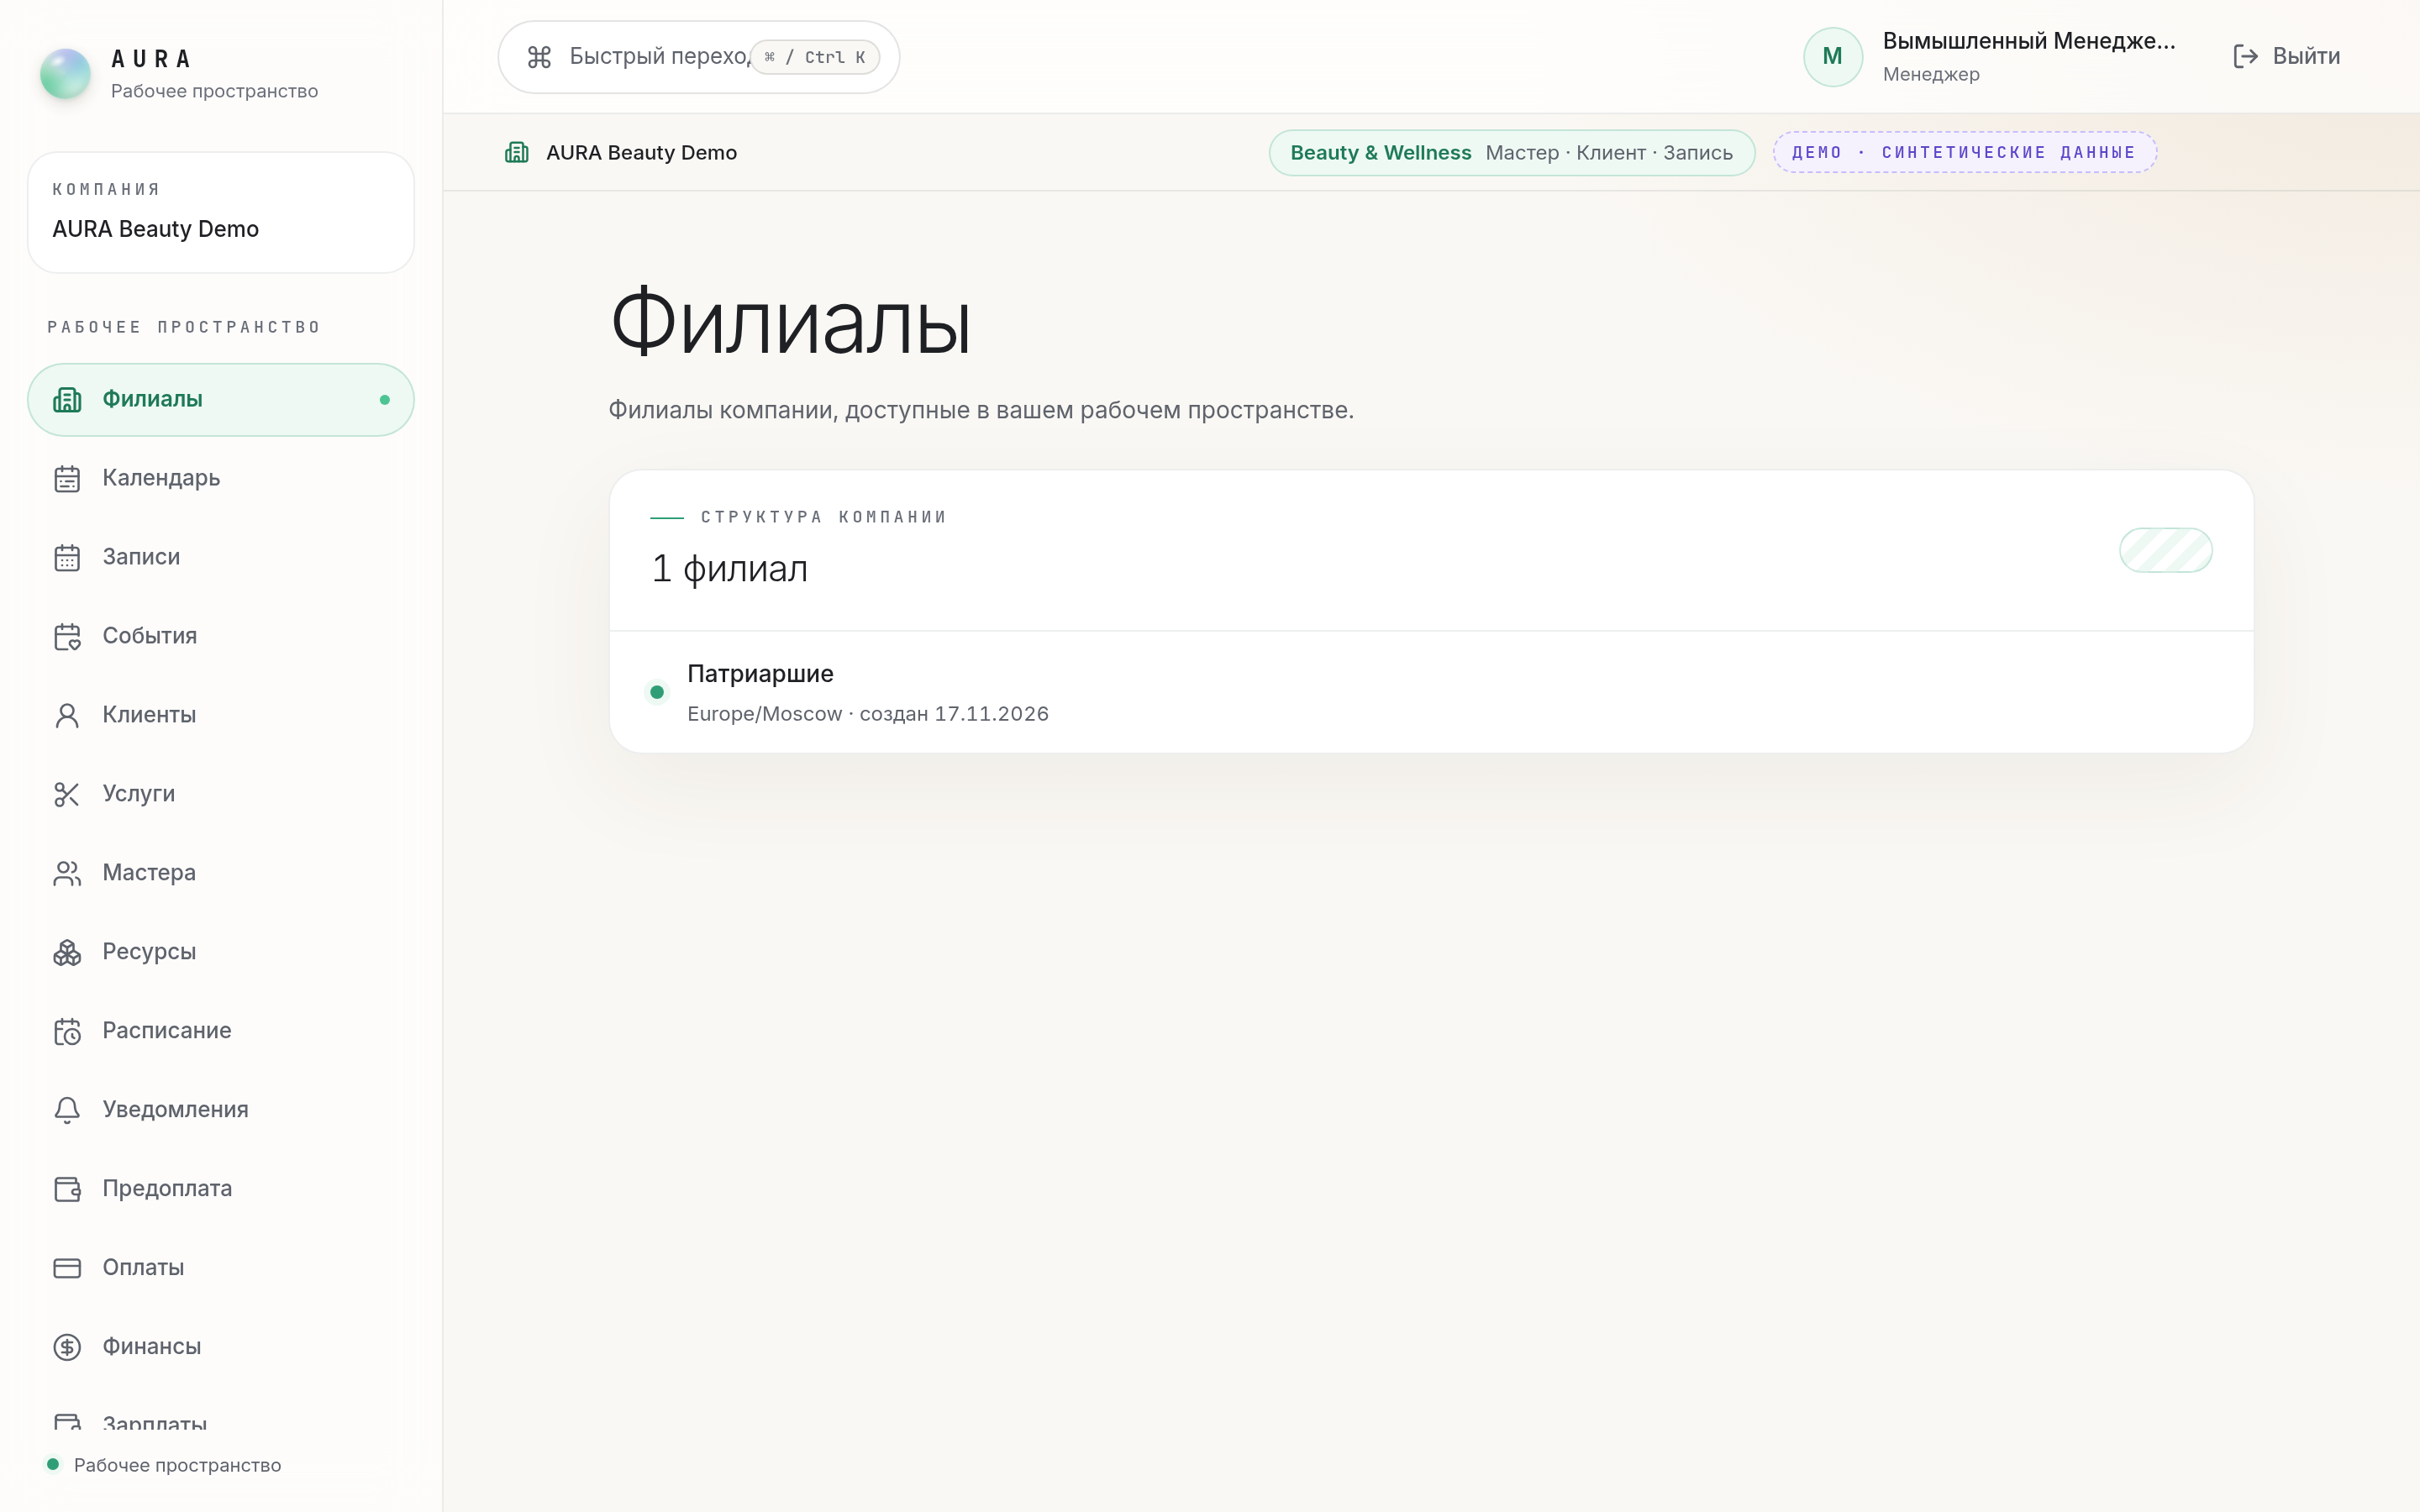 AURA
Рабочее пространство
КОМПАНИЯ
AURA Beauty Demo
РАБОЧЕЕ ПРОСТРАНСТВО
Филиалы
Календарь
Записи
События
Клиенты
Услуги
Мастера
Ресурсы
Расписание
Уведомления
Предоплата
Оплаты
Финансы
Зарплаты
Рабочее пространство
Быстрый переход ⌘ / Ctrl K
М
Вымышленный Менедже...
Менеджер
Выйти
AURA Beauty Demo
Beauty & Wellness Мастер · Клиент · Запись
ДЕМО · СИНТЕТИЧЕСКИЕ ДАННЫЕ
Филиалы
Филиалы компании, доступные в вашем рабочем пространстве.
СТРУКТУРА КОМПАНИИ
1 филиал
Патриаршие
Europe/Moscow · создан 17.11.2026